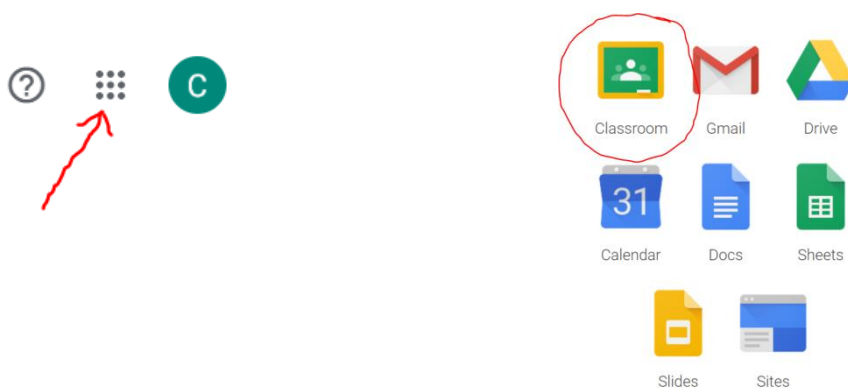 ?
C
Classroom Gmail Drive
31
Calendar Docs Sheets
Slides Sites